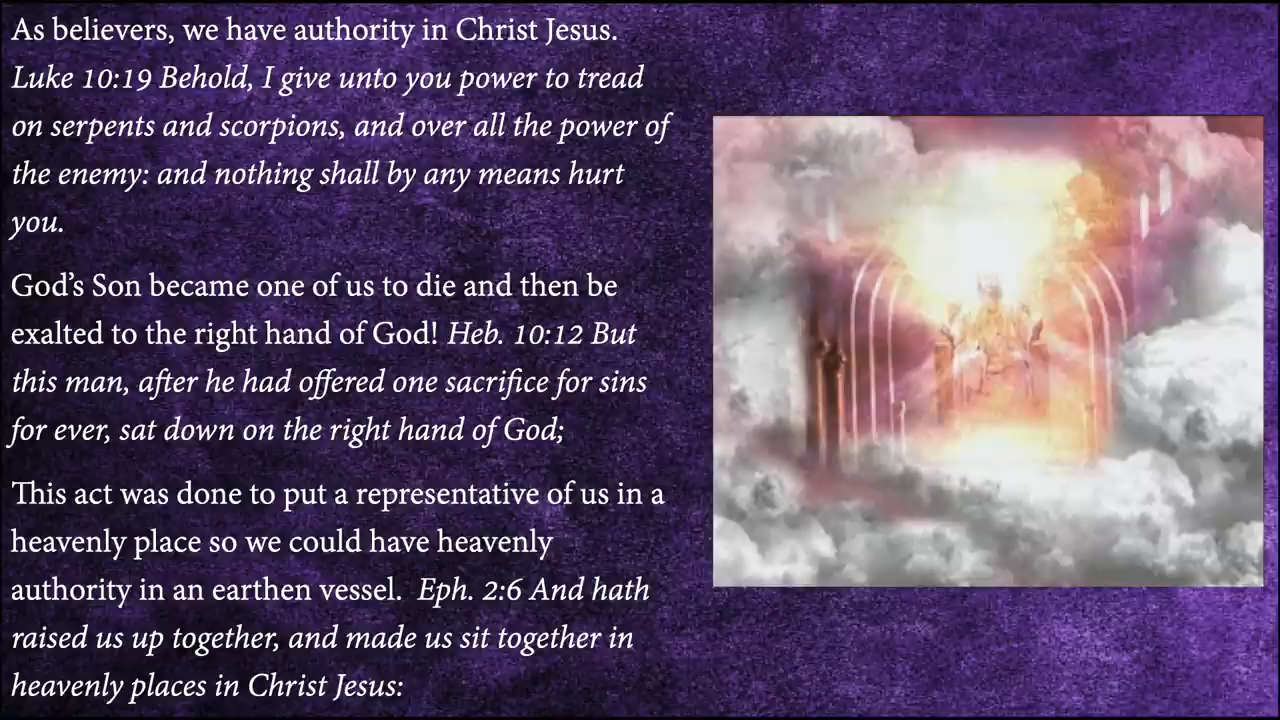 As believers, we have authority in Christ Jesus.
Luke 10:19 Behold, I give unto you power to tread
on serpents and scorpions, and over all the power of
the enemy: and nothing shall by any means hurt
you.
God’s Son became one of us to die and then be
exalted to the right hand of God! Heb. 10:12 But
this man, after he had offered one sacrifice for sins
for ever, sat down on the right hand of God;
This act was done to put a representative of us in a
heavenly place so we could have heavenly
authority in an earthen vessel.  Eph. 2:6 And hath
raised us up together, and made us sit together in
heavenly places in Christ Jesus: